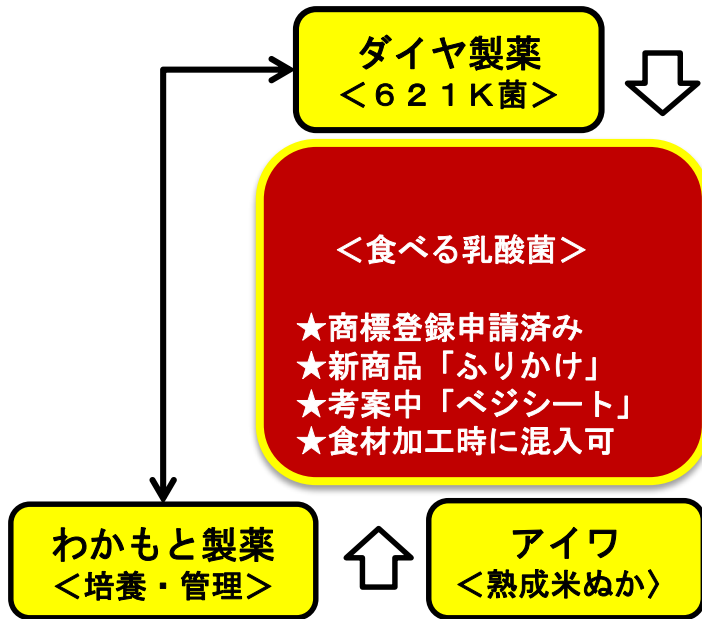 ダイヤ製薬
＜６２１Ｋ菌＞
＜食べる乳酸菌＞
★商標登録申請済み
★新商品「ふりかけ」
★考案中「ベジシート」
★食材加工時に混入可
わかもと製薬
＜培養・管理＞
アイワ
＜熟成米ぬか〉